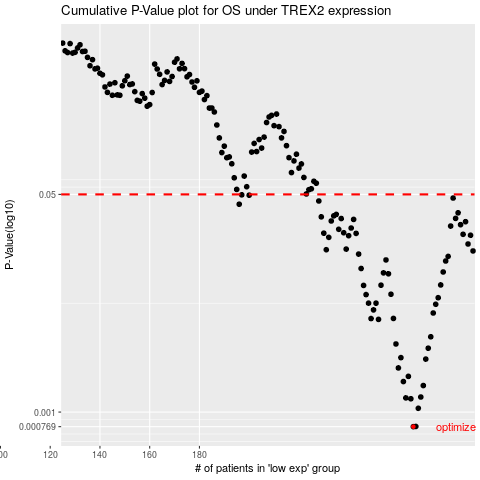 Cumulative P-Value plot for OS under TREX2 expression
P-Value(log10)
0.05
0.001
0.000769
optimize
00
120
140
160
180
# of patients in 'low exp' group